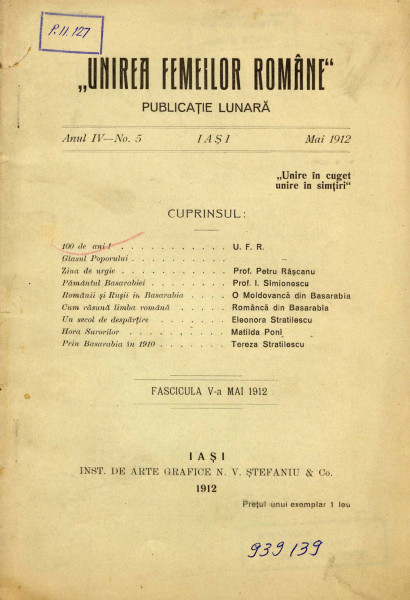 P.II.127
„UNIREA FEMEILOR ROMÂNE“
PUBLICAȚIE LUNARĂ
Anul IV—No. 5 IAȘI Mai 1912
„Unire în cuget
unire în simțiri“
CUPRINSUL:
100 de ani! . . . . . . . . . . . U. F. R.
Glasul Poporului . . . . . . . . .
Ziua de urgie . . . . . . . . . . Prof. Petru Râșcanu
Pământul Basarabiei . . . . . . . Prof. I. Simionescu
Românii și Rușii în Basarabia . . . . O Moldovancă din Basarabia
Cum răsună limba română . . . . . Româncă din Basarabia
Un secol de despărțire . . . . . . Eleonora Stratilescu
Hora Surorilor . . . . . . . . . Matilda Poni
Prin Basarabia în 1910 . . . . . . Tereza Stratilescu
FASCICULA V-a MAI 1912
IAȘI
INST. DE ARTE GRAFICE N. V. ȘTEFANIU & Co.
1912
Prețul unui exemplar 1 leu
939/39